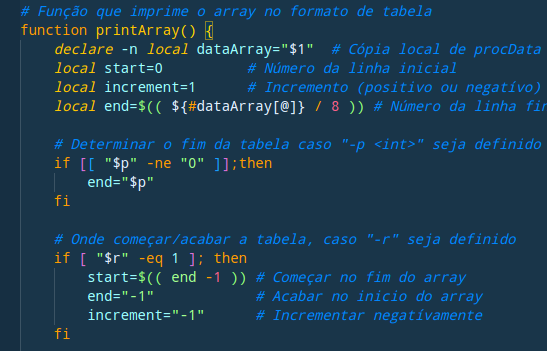 # Função que imprime o array no formato de tabela
function printArray() {
declare -n local dataArray="$1" # Cópia local de procData
local start=0 # Número da linha inicial
local increment=1 # Incremento (positivo ou negatívo)
local end=$(( ${#dataArray[@]} / 8 )) # Número da linha fin
# Determinar o fim da tabela caso "-p <int>" seja definido
if [[ "$p" -ne "0" ]];then
end="$p"
fi
# Onde começar/acabar a tabela, caso "-r" seja definido
if [ "$r" -eq 1 ]; then
start=$(( end -1 )) # Começar no fim do array
end="-1" # Acabar no inicio do array
increment="-1" # Incrementar negatívamente
fi